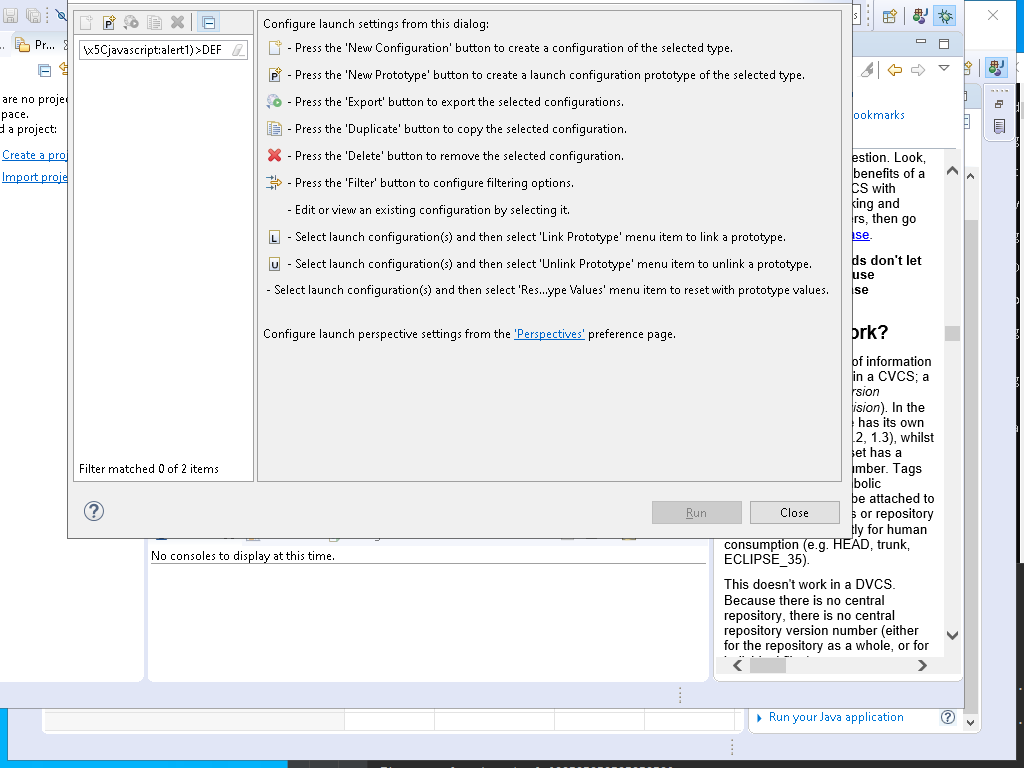 Pr...
are no proje
pace.
d a project:
Create a proj
Import proje
\x5Cjavascript:alert1)>DEF
Filter matched 0 of 2 items
Configure launch settings from this dialog:
- Press the 'New Configuration' button to create a configuration of the selected type.
- Press the 'New Prototype' button to create a launch configuration prototype of the selected type.
- Press the 'Export' button to export the selected configurations.
- Press the 'Duplicate' button to copy the selected configuration.
- Press the 'Delete' button to remove the selected configuration.
- Press the 'Filter' button to configure filtering options.
- Edit or view an existing configuration by selecting it.
L - Select launch configuration(s) and then select 'Link Prototype' menu item to link a prototype.
U - Select launch configuration(s) and then select 'Unlink Prototype' menu item to unlink a prototype.
- Select launch configuration(s) and then select 'Res...ype Values' menu item to reset with prototype values.
Configure launch perspective settings from the 'Perspectives' preference page.
Run
Close
No consoles to display at this time.
ookmarks
estion. Look,
benefits of a
CS with
king and
ers, then go
ase.
ds don't let
use
se
ork?
of information
in a CVCS; a
rsion
ision). In the
e has its own
.2, 1.3), whilst
set has a
umber. Tags
bolic
be attached to
s or repository
tly for human
consumption (e.g. HEAD, trunk,
ECLIPSE_35).
This doesn't work in a DVCS.
Because there is no central
repository, there is no central
repository version number (either
for the repository as a whole, or for
Run your Java application